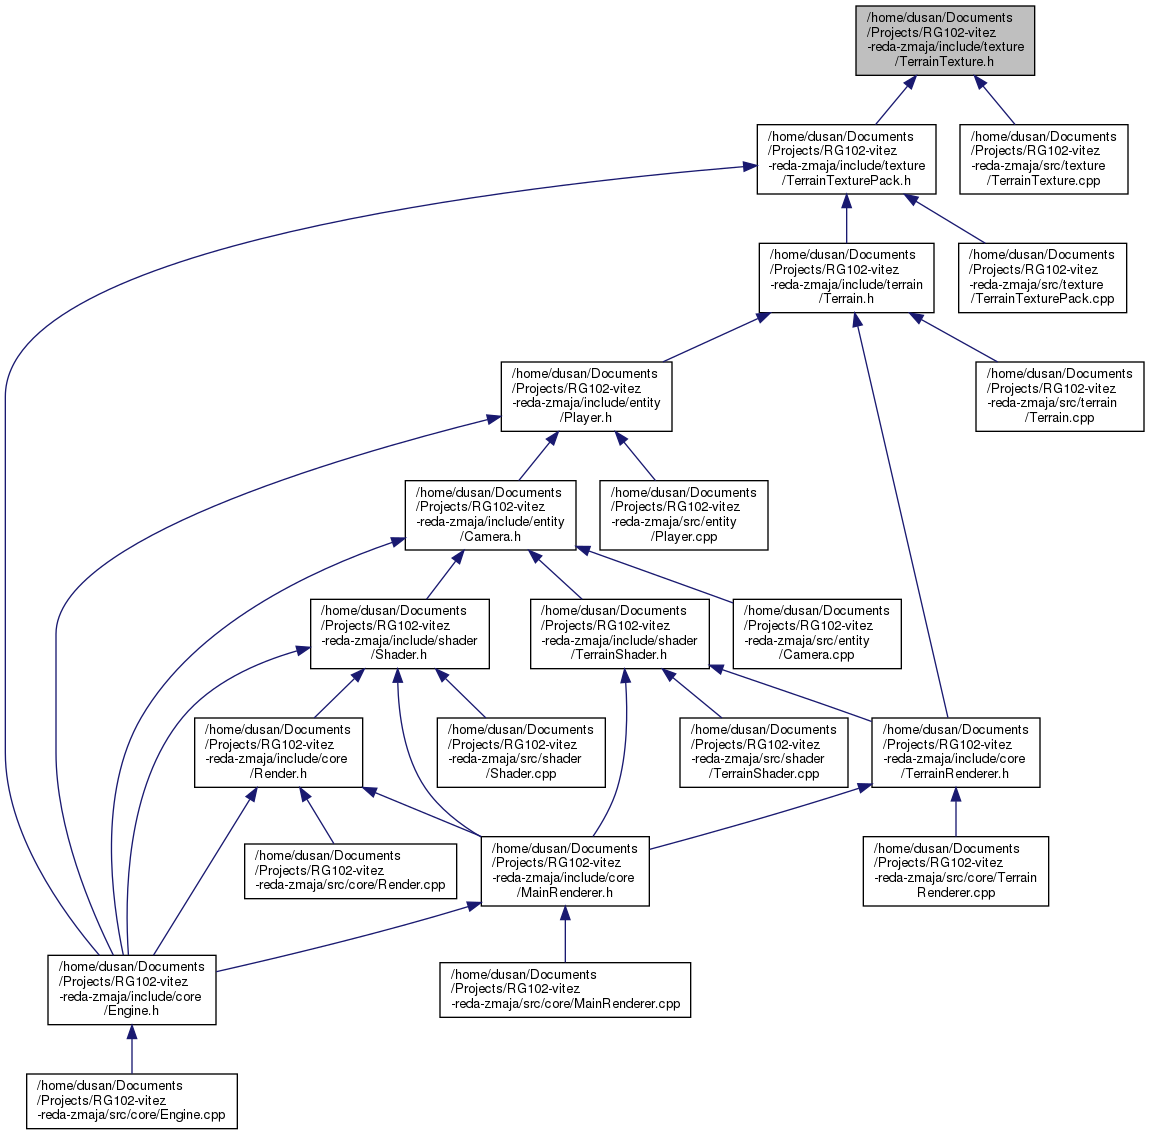 /home/dusan/Documents
/Projects/RG102-vitez
-reda-zmaja/include/texture
/TerrainTexture.h
/home/dusan/Documents
/Projects/RG102-vitez
-reda-zmaja/include/texture
/TerrainTexturePack.h
/home/dusan/Documents
/Projects/RG102-vitez
-reda-zmaja/src/texture
/TerrainTexture.cpp
/home/dusan/Documents
/Projects/RG102-vitez
-reda-zmaja/include/terrain
/Terrain.h
/home/dusan/Documents
/Projects/RG102-vitez
-reda-zmaja/src/texture
/TerrainTexturePack.cpp
/home/dusan/Documents
/Projects/RG102-vitez
-reda-zmaja/include/entity
/Player.h
/home/dusan/Documents
/Projects/RG102-vitez
-reda-zmaja/src/terrain
/Terrain.cpp
/home/dusan/Documents
/Projects/RG102-vitez
-reda-zmaja/include/entity
/Camera.h
/home/dusan/Documents
/Projects/RG102-vitez
-reda-zmaja/src/entity
/Player.cpp
/home/dusan/Documents
/Projects/RG102-vitez
-reda-zmaja/include/shader
/Shader.h
/home/dusan/Documents
/Projects/RG102-vitez
-reda-zmaja/include/shader
/TerrainShader.h
/home/dusan/Documents
/Projects/RG102-vitez
-reda-zmaja/src/entity
/Camera.cpp
/home/dusan/Documents
/Projects/RG102-vitez
-reda-zmaja/include/core
/Render.h
/home/dusan/Documents
/Projects/RG102-vitez
-reda-zmaja/src/shader
/Shader.cpp
/home/dusan/Documents
/Projects/RG102-vitez
-reda-zmaja/src/shader
/TerrainShader.cpp
/home/dusan/Documents
/Projects/RG102-vitez
-reda-zmaja/include/core
/TerrainRenderer.h
/home/dusan/Documents
/Projects/RG102-vitez
-reda-zmaja/src/core/Render.cpp
/home/dusan/Documents
/Projects/RG102-vitez
-reda-zmaja/include/core
/MainRenderer.h
/home/dusan/Documents
/Projects/RG102-vitez
-reda-zmaja/src/core/Terrain
Renderer.cpp
/home/dusan/Documents
/Projects/RG102-vitez
-reda-zmaja/include/core
/Engine.h
/home/dusan/Documents
/Projects/RG102-vitez
-reda-zmaja/src/core/MainRenderer.cpp
/home/dusan/Documents
/Projects/RG102-vitez
-reda-zmaja/src/core/Engine.cpp